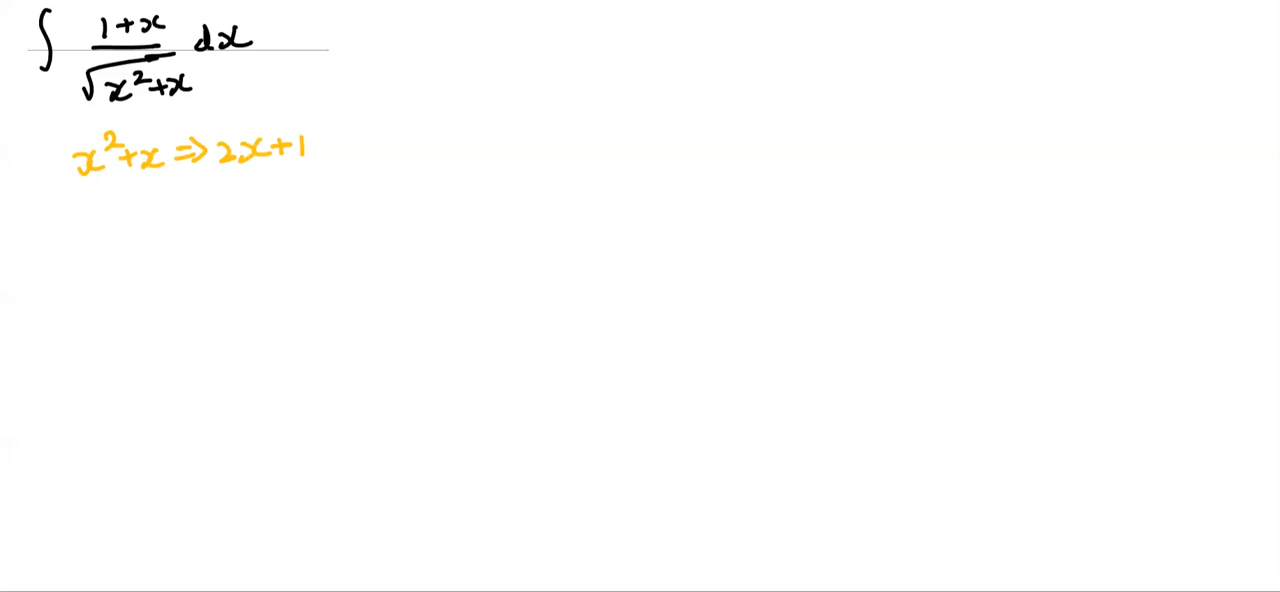 ∫ (1+x)/√(x²+x) dx
x²+x ⇒ 2x+1